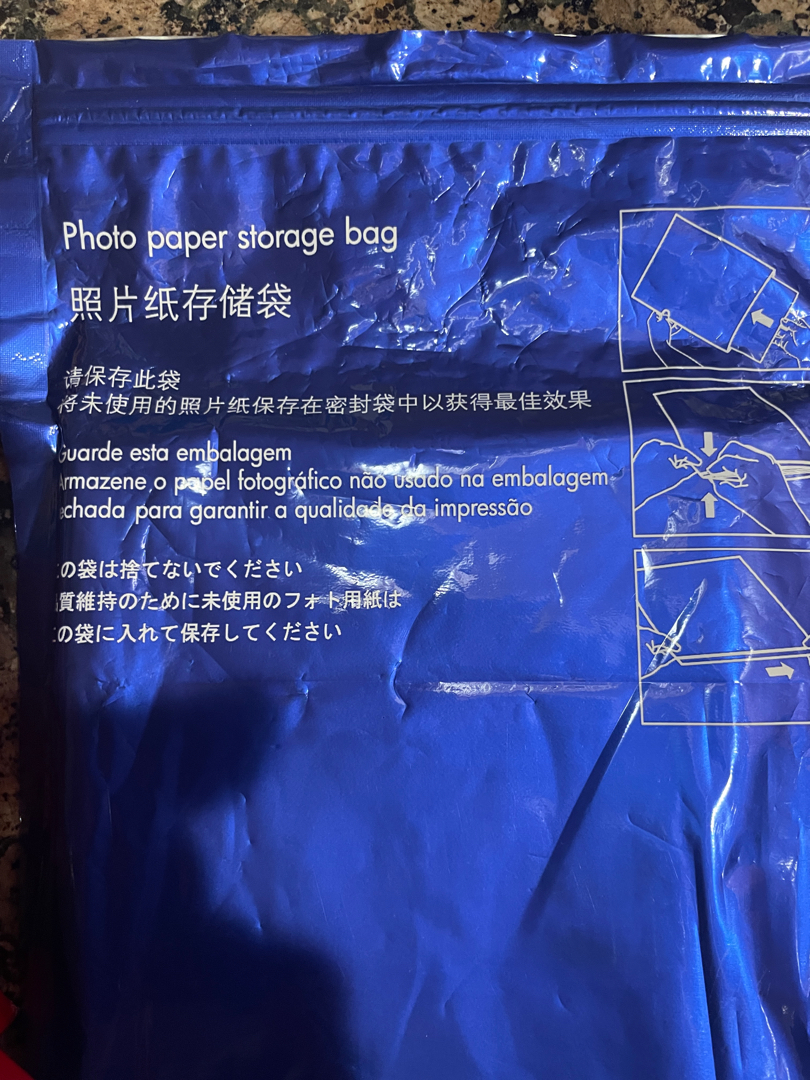 Photo paper storage bag
照片纸存储袋
请保存此袋
将未使用的照片纸保存在密封袋中以获得最佳效果
Guarde esta embalagem
Armazene o papel fotográfico não usado na embalagem
fechada para garantir a qualidade da impressão
この袋は捨てないでください
品質維持のために未使用のフォト用紙は
この袋に入れて保存してください